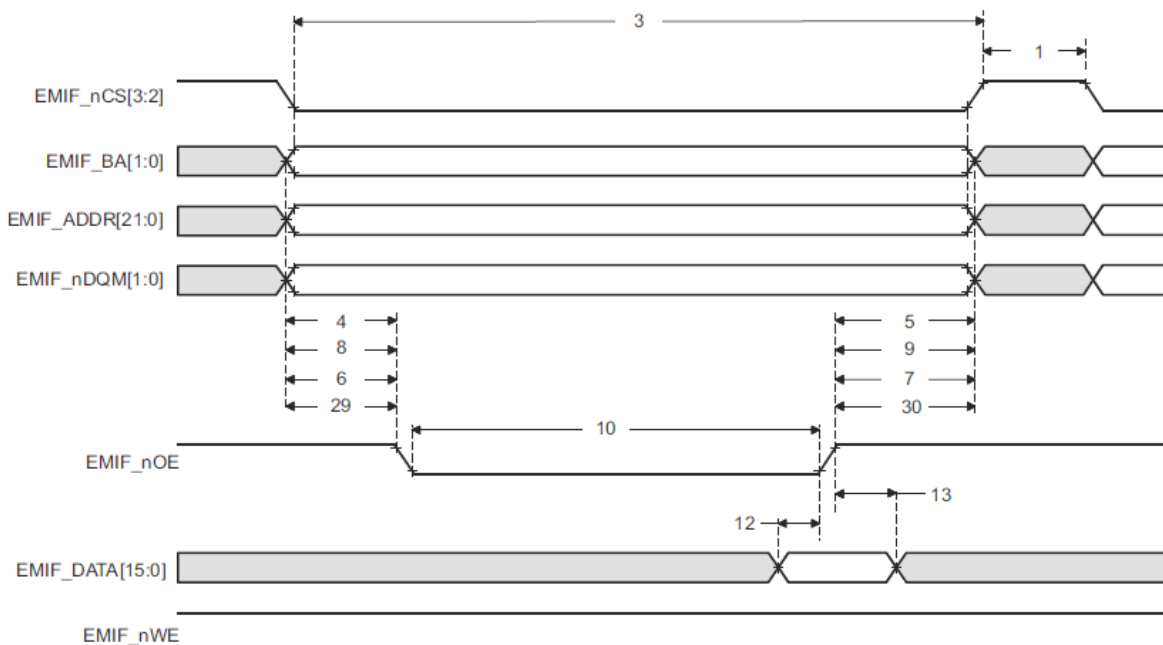 3
1
EMIF_nCS[3:2]
EMIF_BA[1:0]
EMIF_ADDR[21:0]
EMIF_nDQM[1:0]
4 5
8 9
6 7
29 30
10
EMIF_nOE
13
12
EMIF_DATA[15:0]
EMIF_nWE